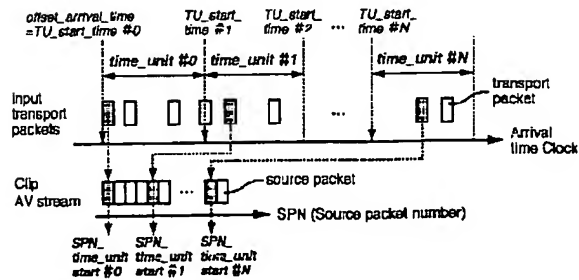 offset_arrival_time
=TU_start_time #0
TU_start_
time #1
TU_start_
time #2
...
TU_start_
time #N
time_unit #0
time_unit #1
time_unit #N
Input
transport
packets
...
transport
packet
Arrival
time Clock
Clip
AV stream
...
source packet
SPN (Source packet number)
SPN_
time_unit
start #0
SPN_
time_unit
start #1
SPN_
time_unit
start #N